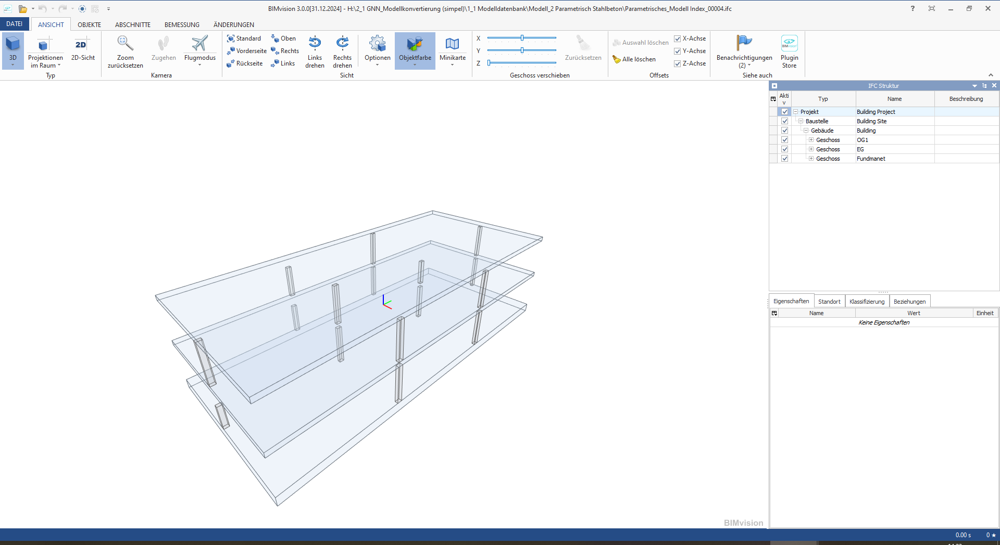 BIMvision 3.0.0[31.12.2024] - H:\2_1 GNN_Modellkonvertierung (simpel)\1_1 Modelldatenbank\Modell_2 Parametrisch Stahlbeton\Parametrisches_Modell Index_00004.ifc
DATEI
ANSICHT
OBJEKTE
ABSCHNITTE
BEMESSUNG
ÄNDERUNGEN
3D
Projektionen
im Raum
2D
2D-Sicht
Typ
Zoom
zurücksetzen
Zugehen
Flugmodus
Kamera
Standard
Vorderseite
Rückseite
Oben
Rechts
Links
Links
drehen
Rechts
drehen
Optionen
Objektfarbe
Minikarte
Sicht
X
Y
Z
Zurücksetzen
Geschoss verschieben
Auswahl löschen
Alle löschen
X-Achse
Y-Achse
Z-Achse
Offsets
Benachrichtigungen
(2)
BIMvision
Plugin
Store
Siehe auch
IFC Struktur
Akti
v
Typ
Name
Beschreibung
Projekt
Building Project
Baustelle
Building Site
Gebäude
Building
Geschoss
OG1
Geschoss
EG
Geschoss
Fundmanet
Eigenschaften
Standort
Klassifizierung
Beziehungen
Name
Wert
Einheit
Keine Eigenschaften
BIMvision
0.00 s
0